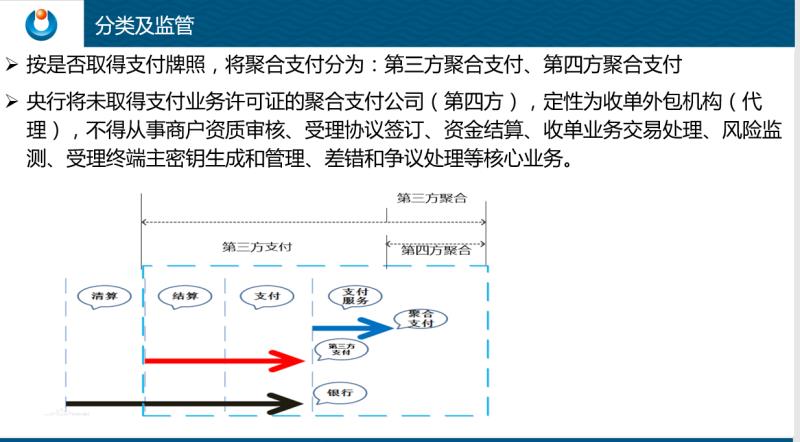 分类及监管
按是否取得支付牌照，将聚合支付分为：第三方聚合支付、第四方聚合支付
央行将未取得支付业务许可证的聚合支付公司（第四方），定性为收单外包机构（代
理），不得从事商户资质审核、受理协议签订、资金结算、收单业务交易处理、风险监
测、受理终端主密钥生成和管理、差错和争议处理等核心业务。
第三方聚合
第三方支付
第四方聚合
清算
结算
支付
支付
服务
聚合
支付
第三方
支付
银行